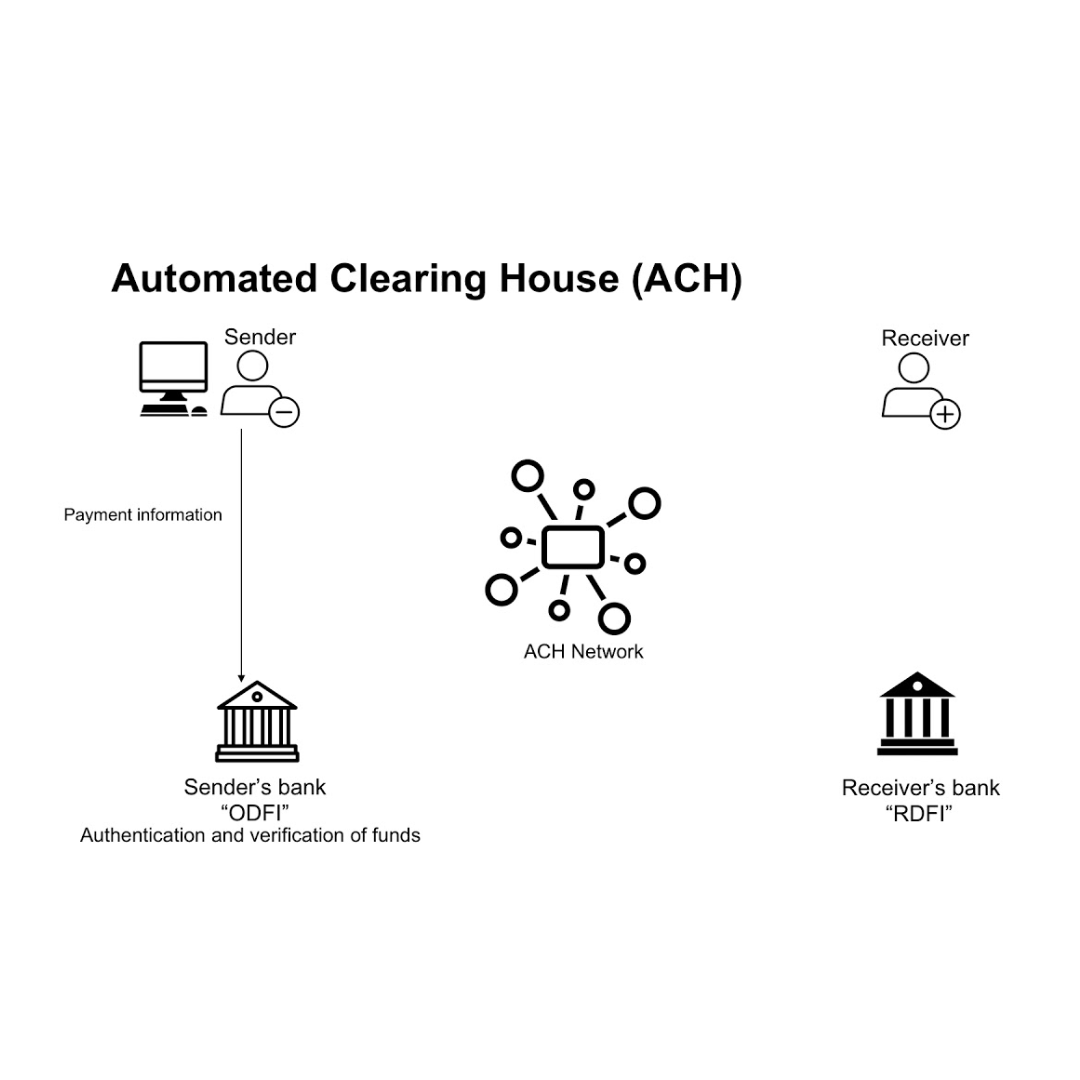 Automated Clearing House (ACH)
Sender
Receiver
Payment information
ACH Network
Sender’s bank
“ODFI”
Authentication and verification of funds
Receiver’s bank
“RDFI”